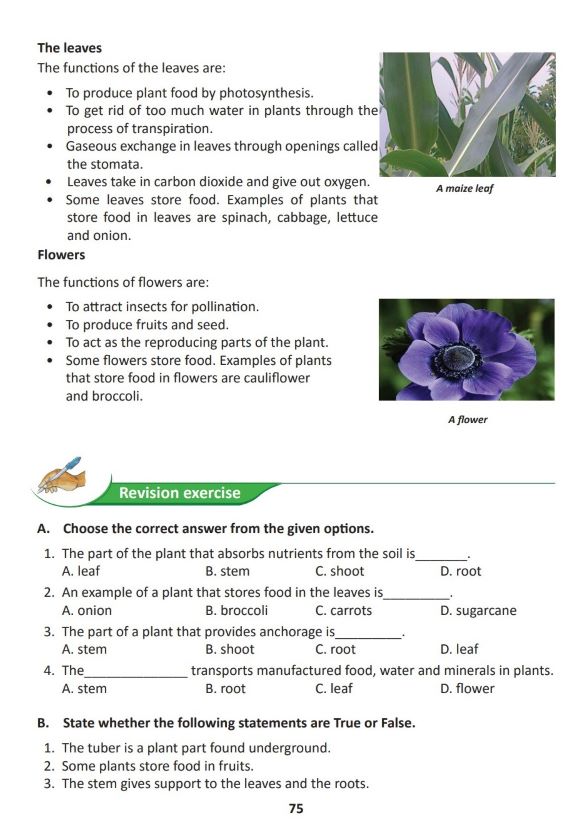 The leaves
The functions of the leaves are:
• To produce plant food by photosynthesis.
• To get rid of too much water in plants through the
process of transpiration.
• Gaseous exchange in leaves through openings called
the stomata.
• Leaves take in carbon dioxide and give out oxygen.
• Some leaves store food. Examples of plants that
store food in leaves are spinach, cabbage, lettuce
and onion.
A maize leaf
Flowers
The functions of flowers are:
• To attract insects for pollination.
• To produce fruits and seed.
• To act as the reproducing parts of the plant.
• Some flowers store food. Examples of plants
that store food in flowers are cauliflower
and broccoli.
A flower
Revision exercise
A. Choose the correct answer from the given options.
1. The part of the plant that absorbs nutrients from the soil is_______.
A. leaf B. stem C. shoot D. root
2. An example of a plant that stores food in the leaves is_________.
A. onion B. broccoli C. carrots D. sugarcane
3. The part of a plant that provides anchorage is_________.
A. stem B. shoot C. root D. leaf
4. The______________ transports manufactured food, water and minerals in plants.
A. stem B. root C. leaf D. flower
B. State whether the following statements are True or False.
1. The tuber is a plant part found underground.
2. Some plants store food in fruits.
3. The stem gives support to the leaves and the roots.
75